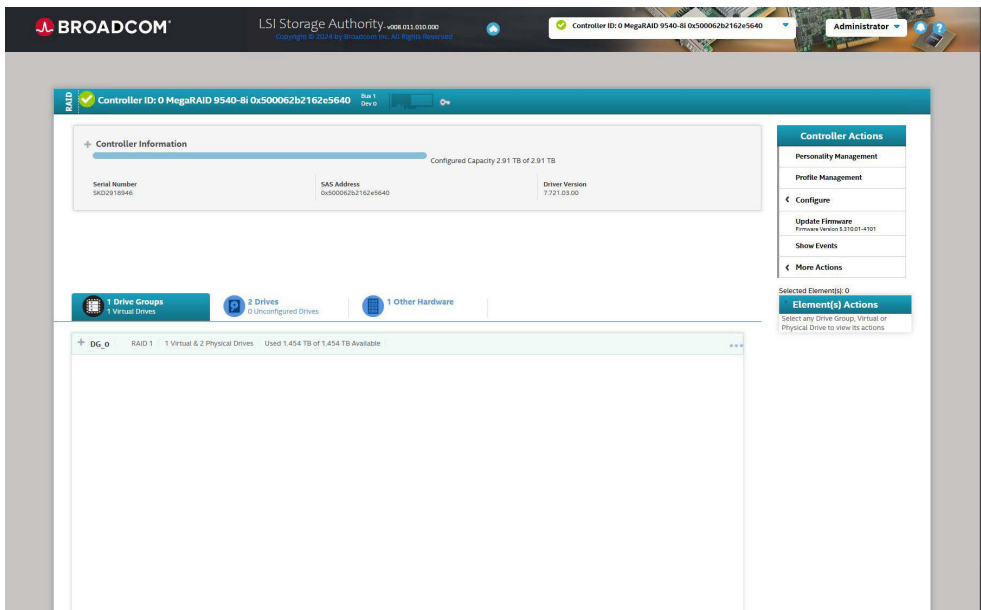 BROADCOM
LSI Storage Authority v008.011.010.000
Copyright © 2024 by Broadcom Inc. All Rights Reserved
Controller ID: 0 MegaRAID 9540-8i 0x500062b2162e5640
Administrator
?
RAID
Controller ID: 0 MegaRAID 9540-8i 0x500062b2162e5640
Bus 1
Dev 0
Controller Information
Configured Capacity 2.91 TB of 2.91 TB
Serial Number
SKD2918946
SAS Address
0x500062b2162e5640
Driver Version
7.721.03.00
Controller Actions
Personality Management
Profile Management
Configure
Update Firmware
Firmware Version 5.310.01-4101
Show Events
More Actions
Selected Element(s): 0
Element(s) Actions
Select any Drive Group, Virtual or
Physical Drive to view its actions
1 Drive Groups
1 Virtual Drives
2 Drives
0 Unconfigured Drives
1 Other Hardware
DG_0 RAID 1 1 Virtual & 2 Physical Drives Used 1.454 TB of 1.454 TB Available